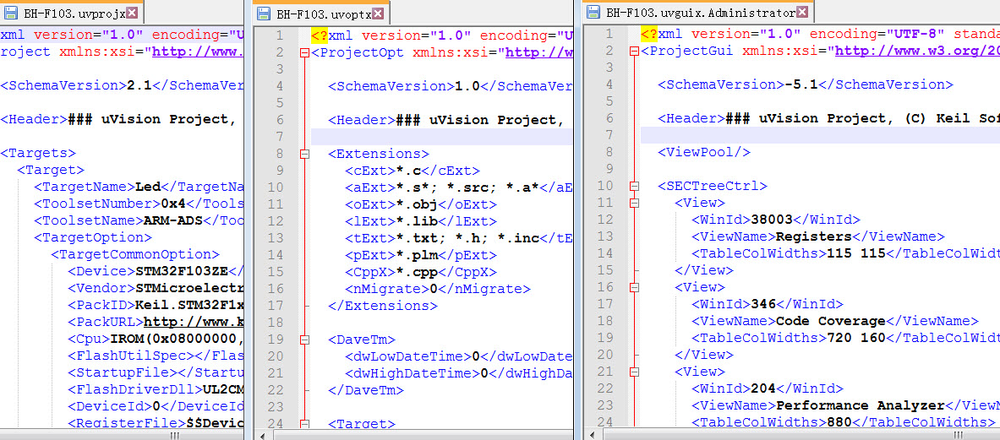 BH-F103.uvprojx
xml version="1.0" encoding="U
roject xmlns:xsi="http://www.
<SchemaVersion>2.1</SchemaVer
<Header>### uVision Project,
<Targets>
<Target>
<TargetName>Led</TargetNa
<ToolsetNumber>0x4</Tools
<ToolsetName>ARM-ADS</Too
<TargetOption>
<TargetCommonOption>
<Device>STM32F103ZE</
<Vendor>STMicroelectr
<PackID>Keil.STM32F1x
<PackURL>http://www.k
<Cpu>IROM(0x08000000,
<FlashUtilSpec></Flas
<StartupFile></Startu
<FlashDriverDll>UL2CM
<DeviceId>0</DeviceId
<RegisterFile>$$Devic
BH-F103.uvoptx
1 <?xml version="1.0" encoding="U
2 <ProjectOpt xmlns:xsi="http://w
3
4 <SchemaVersion>1.0</SchemaVer
5
6 <Header>### uVision Project,
7
8 <Extensions>
9 <cExt>*.c</cExt>
10 <aExt>*.s*; *.src; *.a*</aE
11 <oExt>*.obj</oExt>
12 <lExt>*.lib</lExt>
13 <tExt>*.txt; *.h; *.inc</tE
14 <pExt>*.plm</pExt>
15 <CppX>*.cpp</CppX>
16 <nMigrate>0</nMigrate>
17 </Extensions>
18
19 <DaveTm>
20 <dwLowDateTime>0</dwLowDate
21 <dwHighDateTime>0</dwHighDa
22 </DaveTm>
23
24 <Target>
BH-F103.uvguix.Administrator
1 <?xml version="1.0" encoding="UTF-8" standa
2 <ProjectGui xmlns:xsi="http://www.w3.org/20
3
4 <SchemaVersion>-5.1</SchemaVersion>
5
6 <Header>### uVision Project, (C) Keil Sof
7
8 <ViewPool/>
9
10 <SECTreeCtrl>
11 <View>
12 <WinId>38003</WinId>
13 <ViewName>Registers</ViewName>
14 <TableColWidths>115 115</TableColWidt
15 </View>
16 <View>
17 <WinId>346</WinId>
18 <ViewName>Code Coverage</ViewName>
19 <TableColWidths>720 160</TableColWidt
20 </View>
21 <View>
22 <WinId>204</WinId>
23 <ViewName>Performance Analyzer</ViewN
24 <TableColWidths>880</TableColWidths>